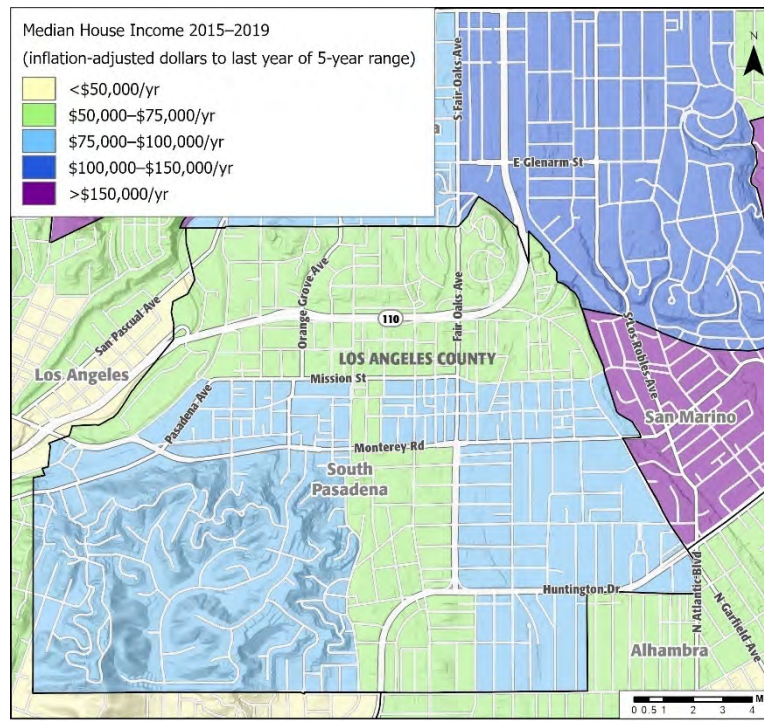 Median House Income 2015–2019
(inflation-adjusted dollars to last year of 5-year range)
<$50,000/yr
$50,000–$75,000/yr
$75,000–$100,000/yr
$100,000–$150,000/yr
>$150,000/yr
S Fair Oaks Ave
N
E Glenarm St
San Pascual Ave
Orange Grove Ave
110
Fair Oaks Ave
S Los Robles Ave
LOS ANGELES COUNTY
Los Angeles
Mission St
Pasadena Ave
San Marino
Monterey Rd
South
Pasadena
Huntington Dr
N Atlantic Blvd
N Garfield Ave
Alhambra
M
0 0.5 1 2 3 4